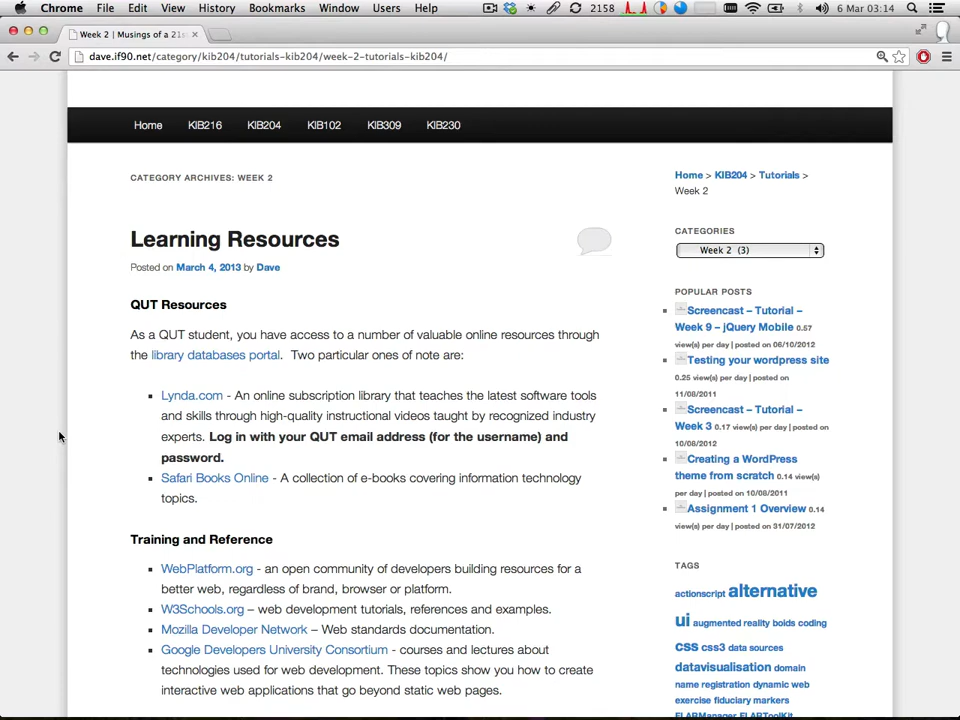 Chrome File Edit View History Bookmarks Window Users Help 2158 6 Mar 03:14
Week 2 | Musings of a 21s
dave.if90.net/category/kib204/tutorials-kib204/week-2-tutorials-kib204/
Home KIB216 KIB204 KIB102 KIB309 KIB230
CATEGORY ARCHIVES: WEEK 2
Learning Resources
Posted on March 4, 2013 by Dave
QUT Resources
As a QUT student, you have access to a number of valuable online resources through
the library databases portal. Two particular ones of note are:
Lynda.com - An online subscription library that teaches the latest software tools
and skills through high-quality instructional videos taught by recognized industry
experts. Log in with your QUT email address (for the username) and
password.
Safari Books Online - A collection of e-books covering information technology
topics.
Training and Reference
WebPlatform.org - an open community of developers building resources for a
better web, regardless of brand, browser or platform.
W3Schools.org – web development tutorials, references and examples.
Mozilla Developer Network – Web standards documentation.
Google Developers University Consortium - courses and lectures about
technologies used for web development. These topics show you how to create
interactive web applications that go beyond static web pages.
Home > KIB204 > Tutorials >
Week 2
CATEGORIES
Week 2 (3)
POPULAR POSTS
Screencast – Tutorial –
Week 9 – jQuery Mobile 0.57
view(s) per day | posted on 06/10/2012
Testing your wordpress site
0.25 view(s) per day | posted on
11/08/2011
Screencast – Tutorial –
Week 3 0.17 view(s) per day | posted on
10/08/2012
Creating a WordPress
theme from scratch 0.14 view(s)
per day | posted on 10/08/2011
Assignment 1 Overview 0.14
view(s) per day | posted on 31/07/2012
TAGS
actionscript alternative
ui augmented reality boids coding
css css3 data sources
datavisualisation domain
name registration dynamic web
exercise fiduciary markers
FLARManager FLARToolKit